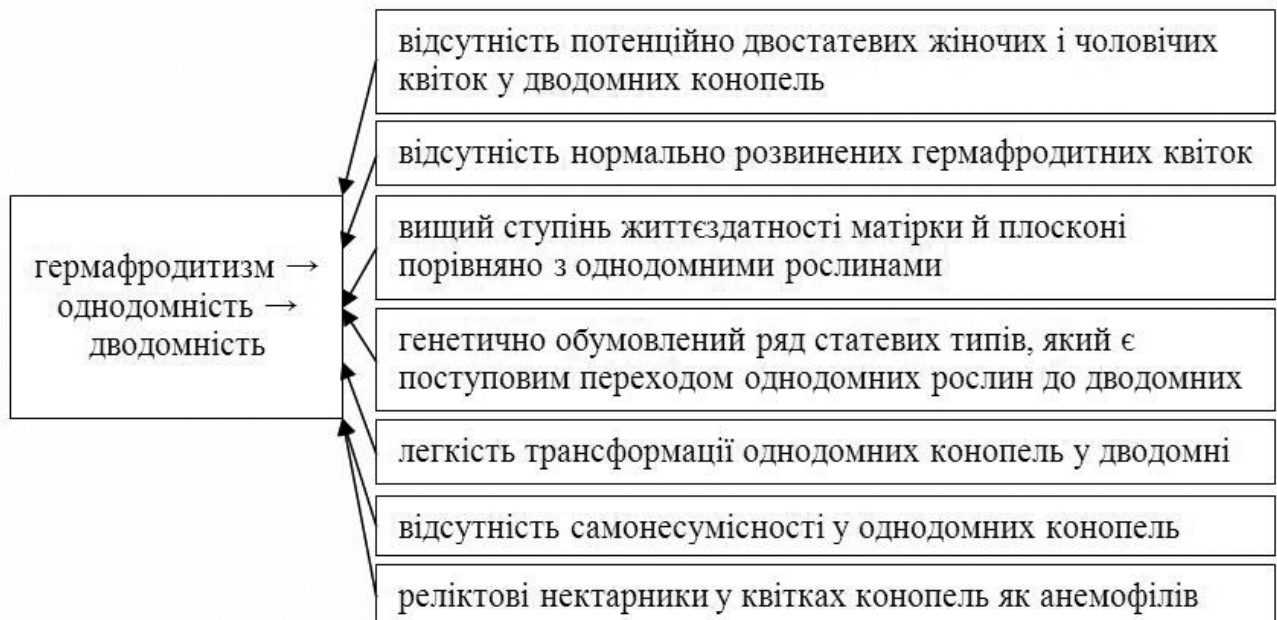 відсутність потенційно двостатевих жіночих і чоловічих
квіток у дводомних конопель
відсутність нормально розвинених гермафродитних квіток
вищий ступінь життєздатності матірки й плосконі
порівняно з однодомними рослинами
гермафродитизм →
однодомність →
дводомність
генетично обумовлений ряд статевих типів, який є
поступовим переходом однодомних рослин до дводомних
легкість трансформації однодомних конопель у дводомні
відсутність самонесумісності у однодомних конопель
реліктові нектарники у квітках конопель як анемофілів